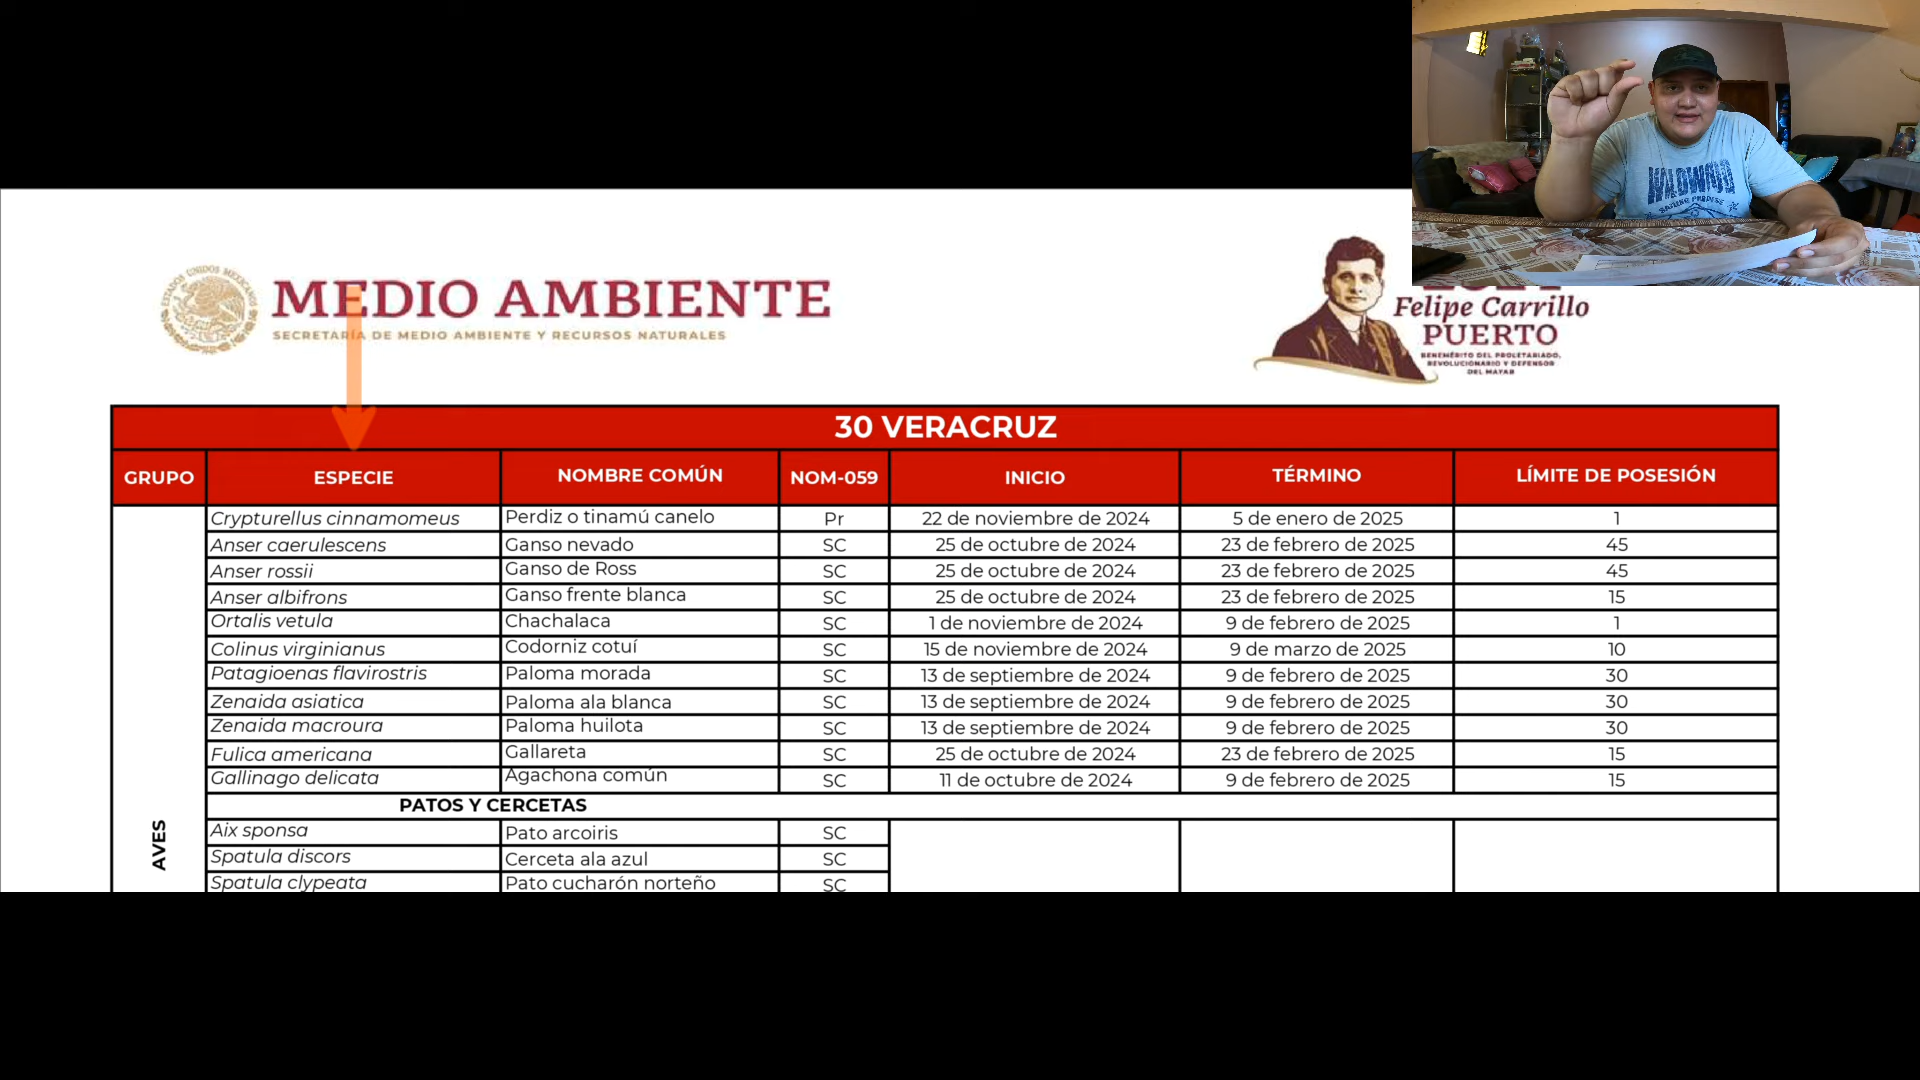 MEDIO AMBIENTE
SECRETARÍA DE MEDIO AMBIENTE Y RECURSOS NATURALES
ESTADOS UNIDOS MEXICANOS
Felipe Carrillo
PUERTO
BENEMÉRITO DEL PROLETARIADO,
REVOLUCIONARIO Y DEFENSOR
DEL MAYAB
30 VERACRUZ
GRUPO ESPECIE NOMBRE COMÚN NOM-059 INICIO TÉRMINO LÍMITE DE POSESIÓN
Crypturellus cinnamomeus Perdiz o tinamú canelo Pr 22 de noviembre de 2024 5 de enero de 2025 1
Anser caerulescens Ganso nevado SC 25 de octubre de 2024 23 de febrero de 2025 45
Anser rossii Ganso de Ross SC 25 de octubre de 2024 23 de febrero de 2025 45
Anser albifrons Ganso frente blanca SC 25 de octubre de 2024 23 de febrero de 2025 15
Ortalis vetula Chachalaca SC 1 de noviembre de 2024 9 de febrero de 2025 1
Colinus virginianus Codorniz cotuí SC 15 de noviembre de 2024 9 de marzo de 2025 10
Patagioenas flavirostris Paloma morada SC 13 de septiembre de 2024 9 de febrero de 2025 30
Zenaida asiatica Paloma ala blanca SC 13 de septiembre de 2024 9 de febrero de 2025 30
Zenaida macroura Paloma huilota SC 13 de septiembre de 2024 9 de febrero de 2025 30
Fulica americana Gallareta SC 25 de octubre de 2024 23 de febrero de 2025 15
Gallinago delicata Agachona común SC 11 de octubre de 2024 9 de febrero de 2025 15
PATOS Y CERCETAS
AVES
Aix sponsa Pato arcoiris SC
Spatula discors Cerceta ala azul SC
Spatula clypeata Pato cucharón norteño SC